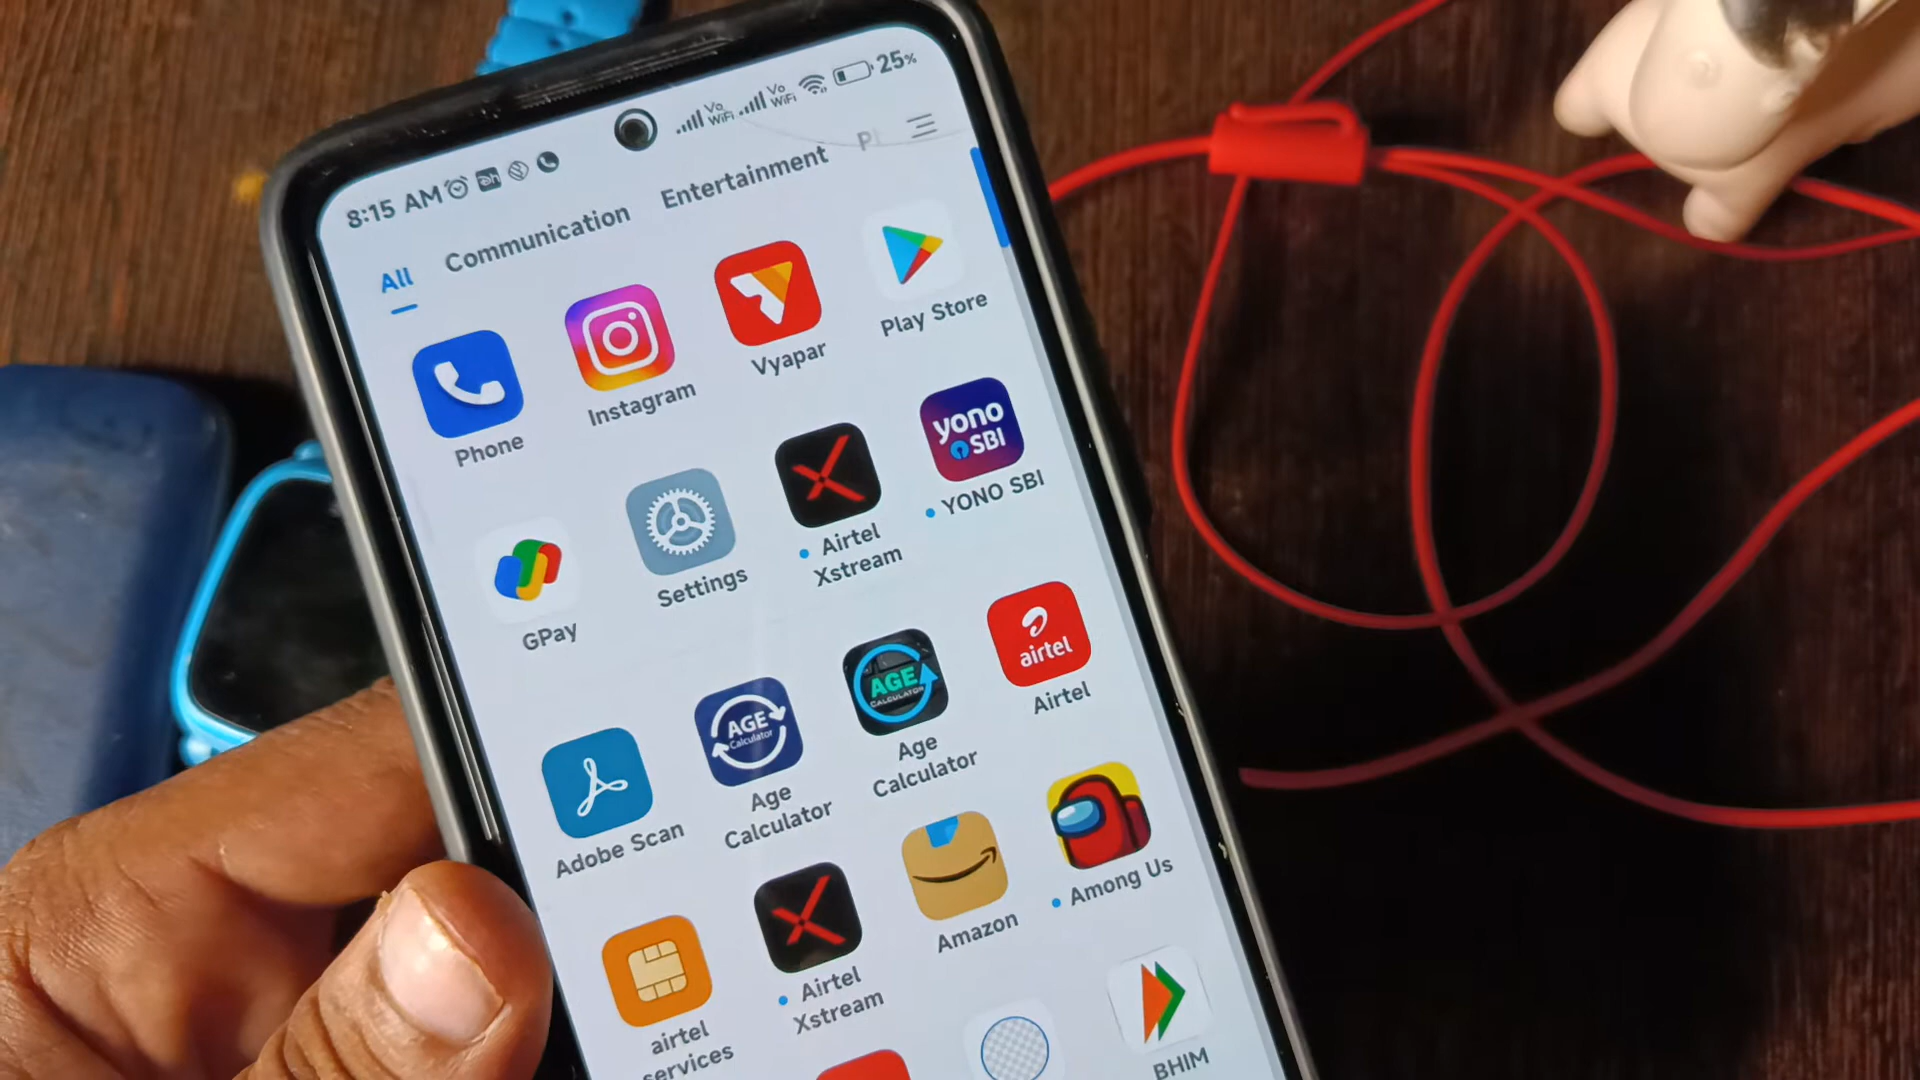 8:15 AM
Vo WiFi Vo WiFi 25%
All Communication Entertainment
Phone Instagram Vyapar Play Store
yono
SBI
GPay Settings Airtel Xstream YONO SBI
AGE
Calculator
AGE
CALCULATOR
airtel
Adobe Scan Age Calculator Age Calculator Airtel
airtel services Airtel Xstream Amazon Among Us
BHIM